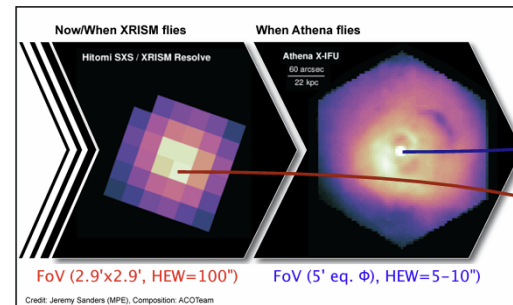 Now/When XRISM flies
When Athena flies
Hitomi SXS / XRISM Resolve
Athena X-IFU
60 arcsec
22 kpc
FoV (2.9'x2.9', HEW=100")
FoV (5' eq. Φ), HEW=5-10")
Credit: Jeremy Sanders (MPE), Composition: ACOTeam